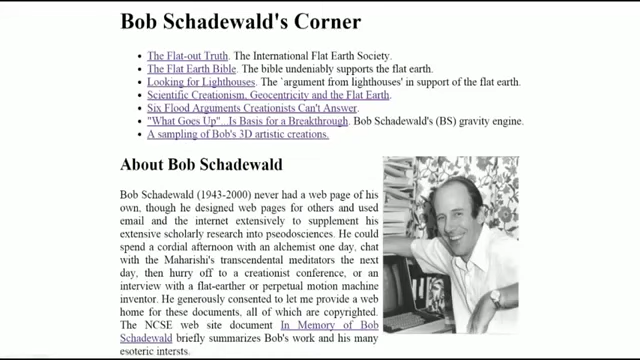 Bob Schadewald's Corner
The Flat-out Truth. The International Flat Earth Society.
The Flat Earth Bible. The bible undeniably supports the flat earth.
Looking for Lighthouses. The `argument from lighthouses' in support of the flat earth.
Scientific Creationism, Geocentricity and the Flat Earth.
Six Flood Arguments Creationists Can't Answer.
"What Goes Up"...Is Basis for a Breakthrough. Bob Schadewald's (BS) gravity engine.
A sampling of Bob's 3D artistic creations.
About Bob Schadewald
Bob Schadewald (1943-2000) never had a web page of his
own, though he designed web pages for others and used
email and the internet extensively to supplement his
extensive scholarly research into pseodosciences. He could
spend a cordial afternoon with an alchemist one day, chat
with the Maharishi's transcendental meditators the next
day, then hurry off to a creationist conference, or an
interview with a flat-earther or perpetual motion machine
inventor. He generously consented to let me provide a web
home for these documents, all of which are copyrighted.
The NCSE web site document In Memory of Bob
Schadewald briefly summarizes Bob's work and his many
esoteric intersts.